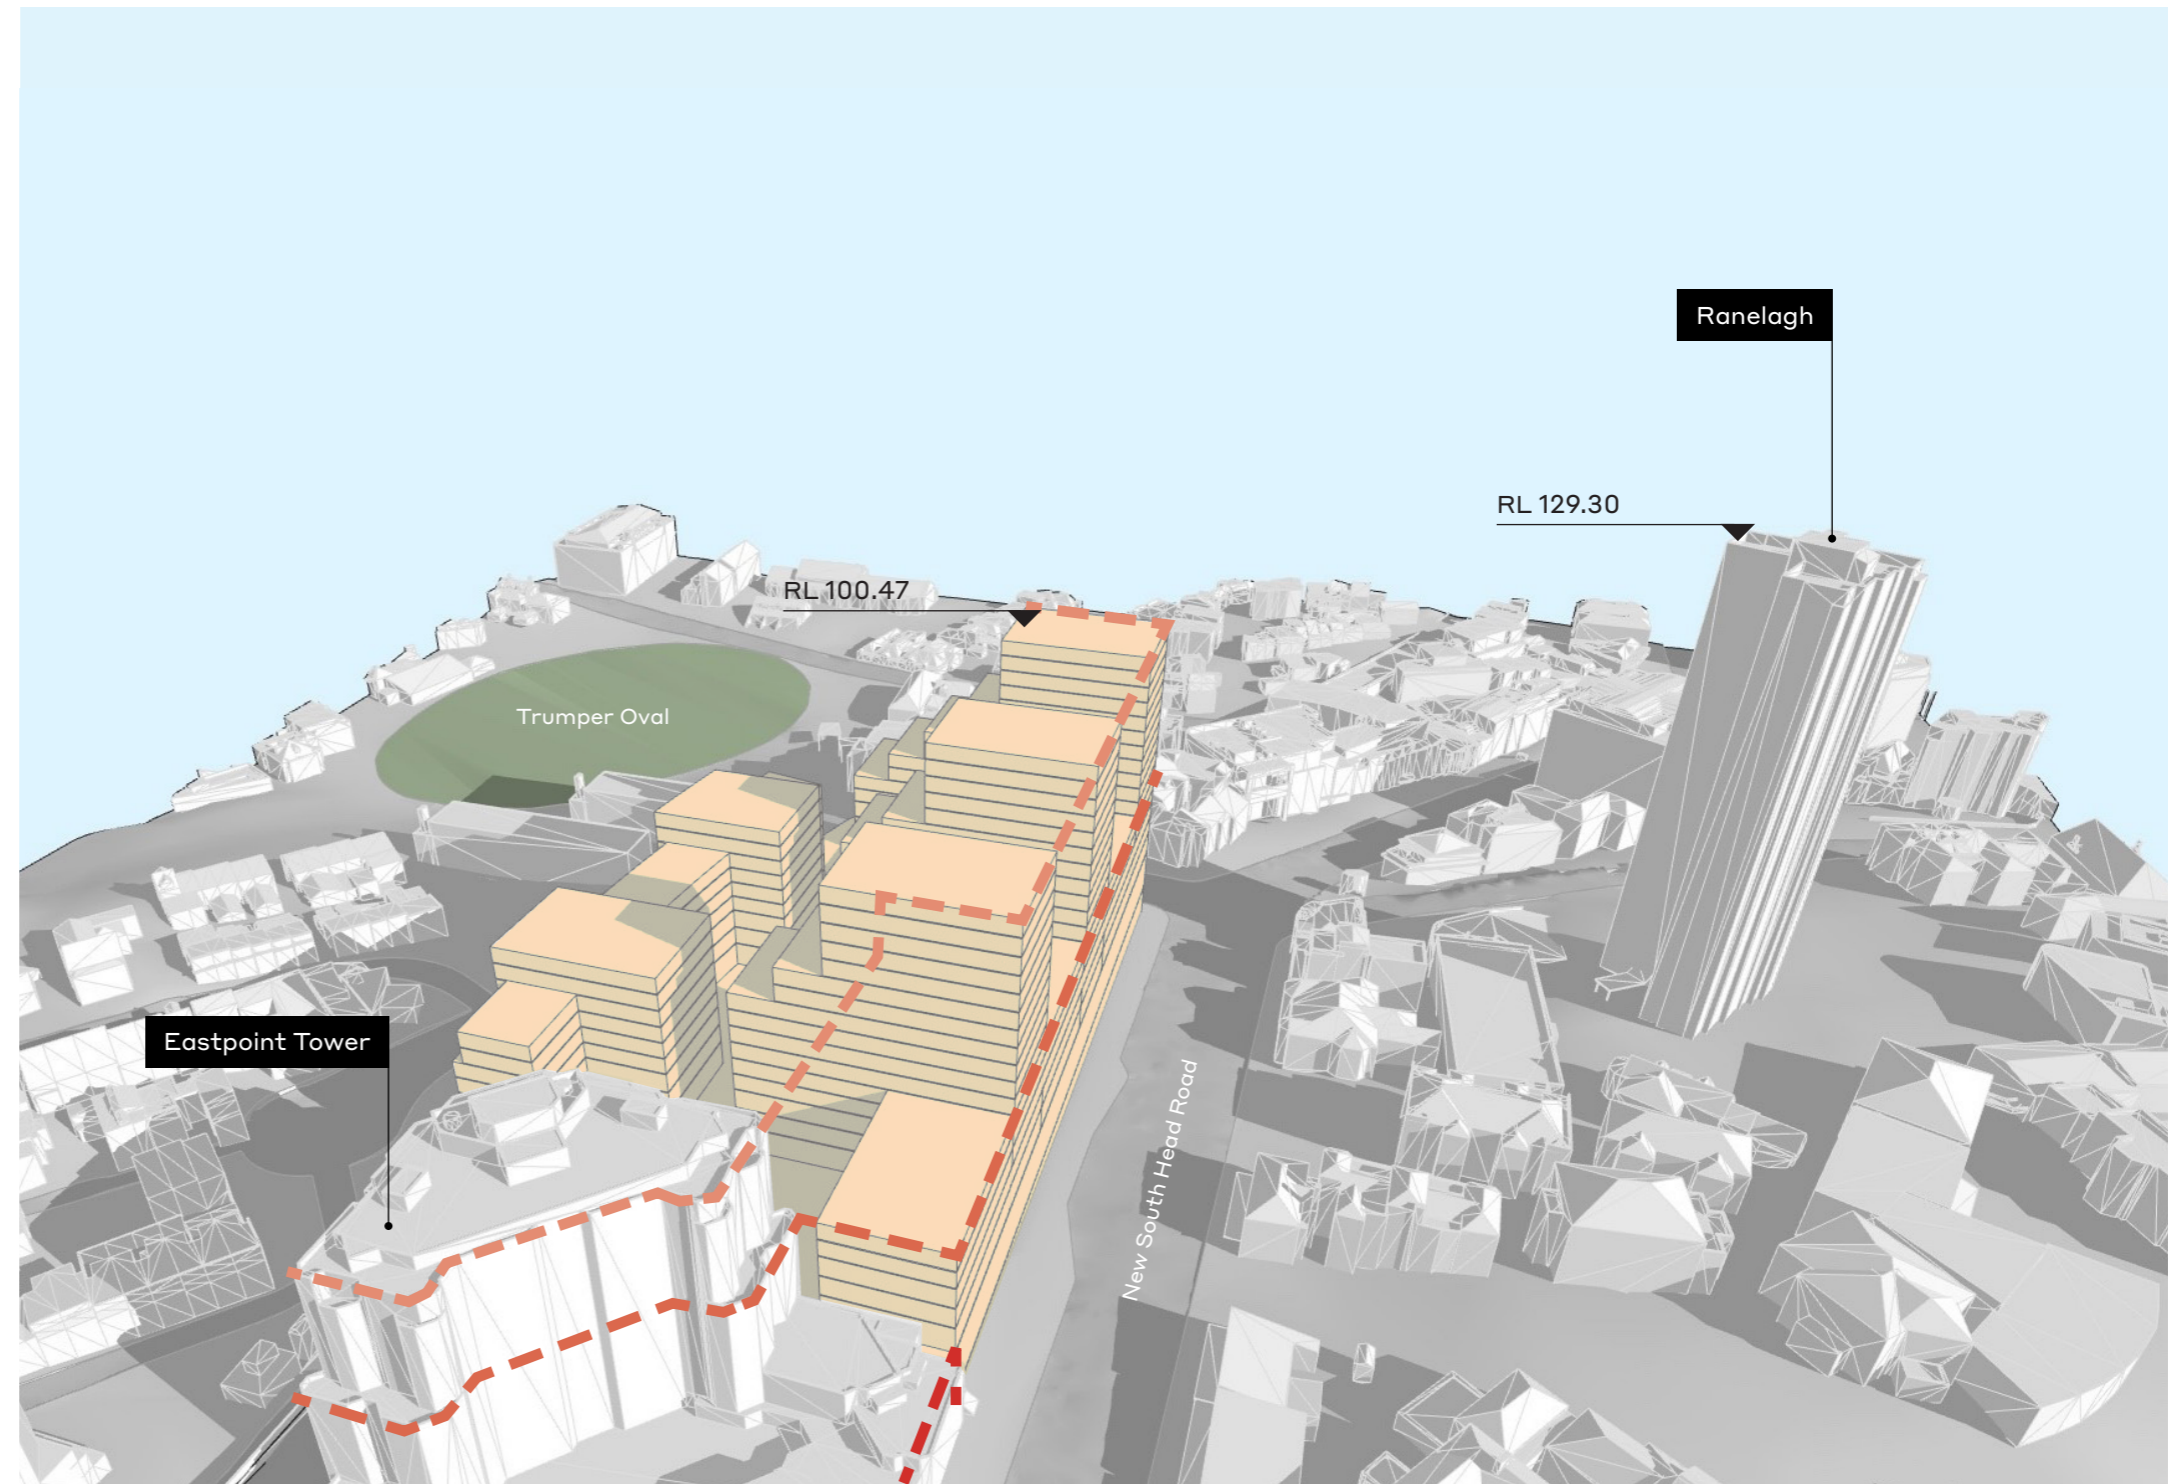 Ranelagh
RL 129.30
RL 100.47
Trumper Oval
Eastpoint Tower
New South Head Road